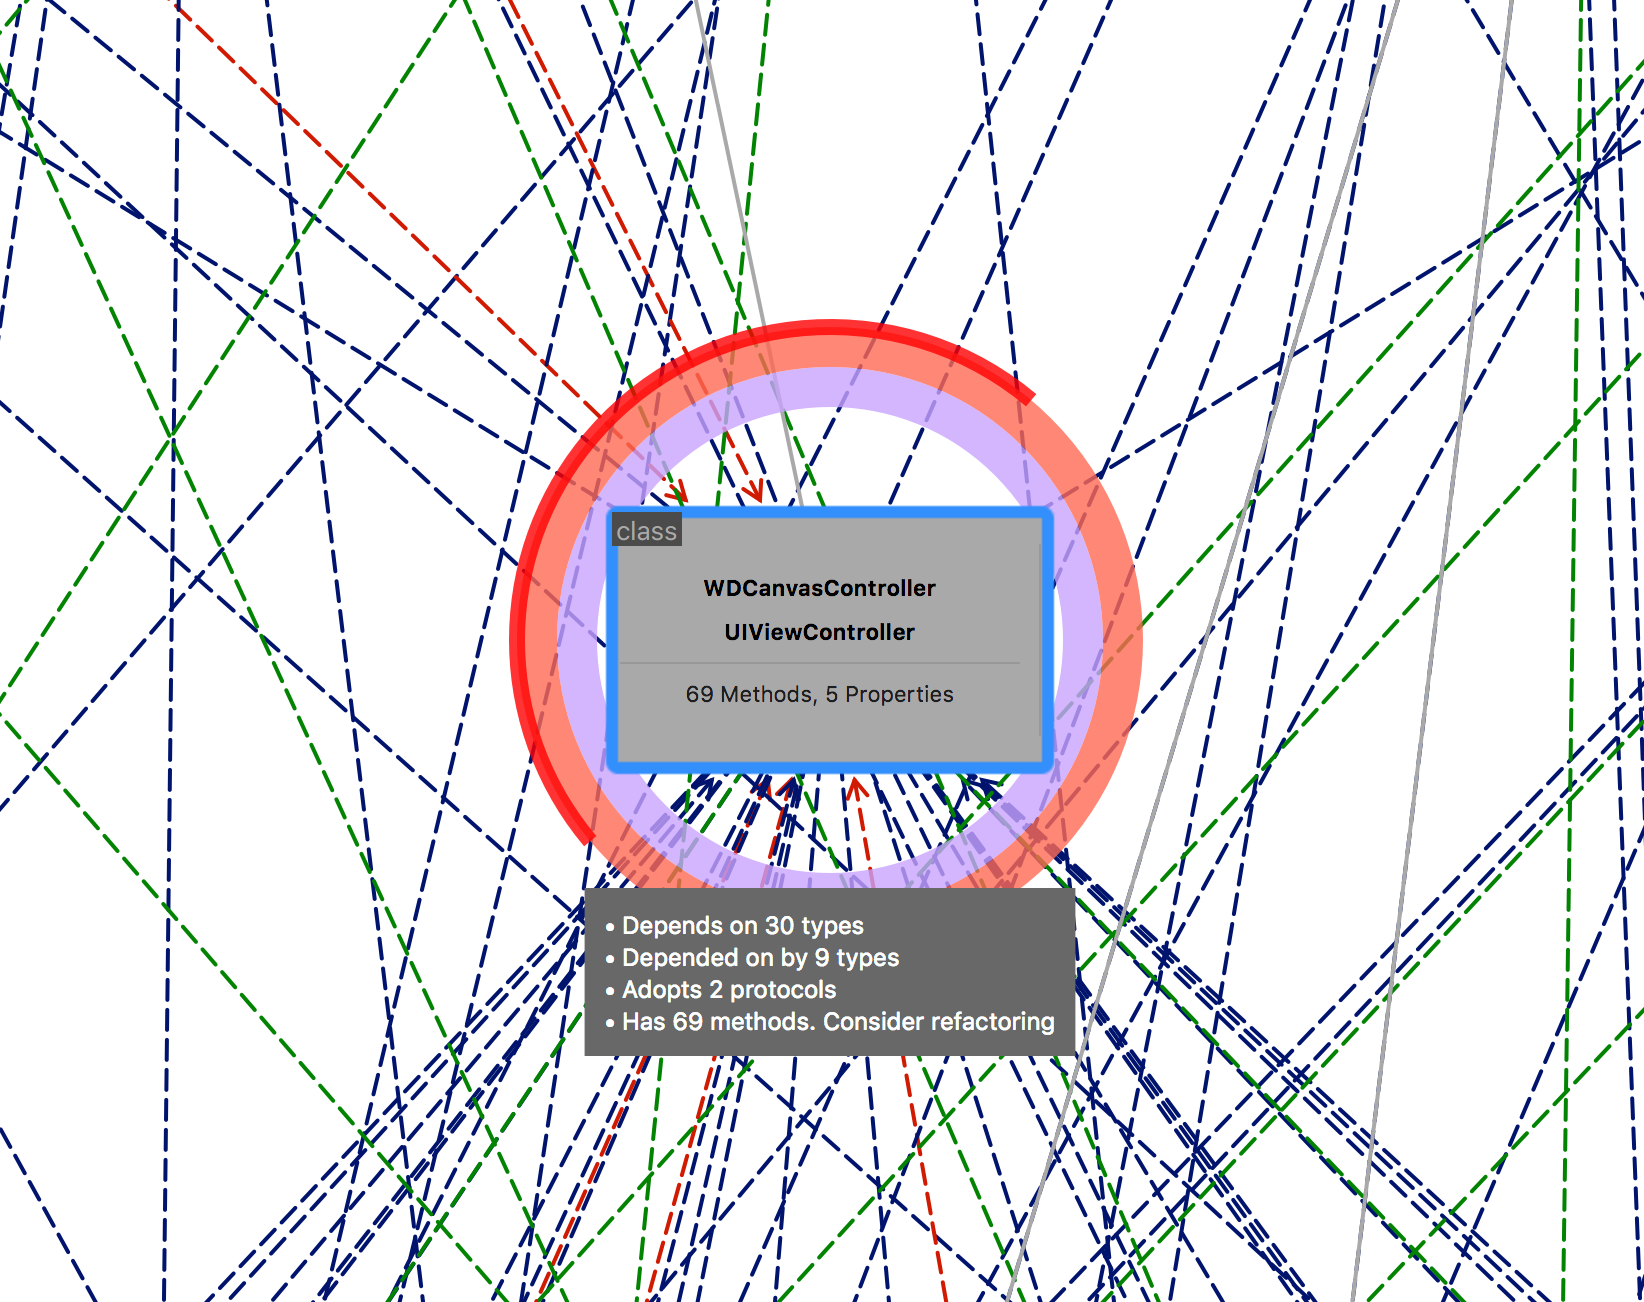 class
WDCanvasController
UIViewController
69 Methods, 5 Properties
• Depends on 30 types
• Depended on by 9 types
• Adopts 2 protocols
• Has 69 methods. Consider refactoring